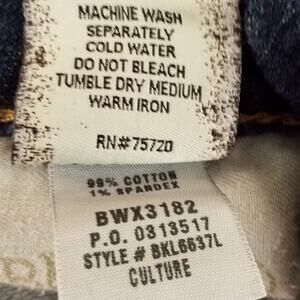 MACHINE WASH
SEPARATELY
COLD WATER
DO NOT BLEACH
TUMBLE DRY MEDIUM
WARM IRON
RN#75720
99% COTTON
1% SPANDEX
BWX3182
P.O. 0313517
STYLE # 8KL6637L
CULTURE